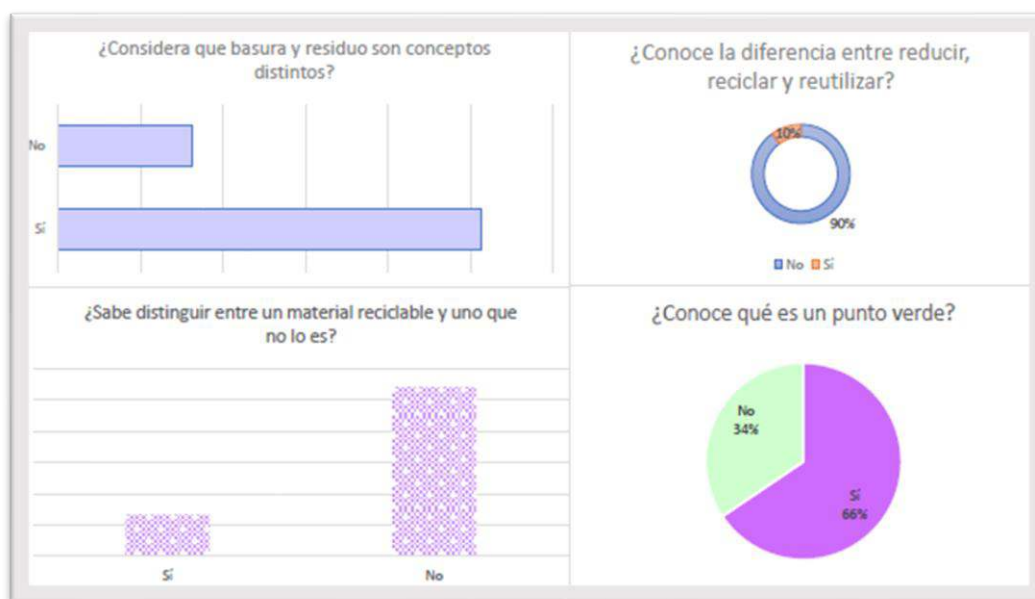 ¿Considera que basura y residuo son conceptos
distintos?
No
Sí
¿Conoce la diferencia entre reducir,
reciclar y reutilizar?
10%
90%
No Sí
¿Sabe distinguir entre un material reciclable y uno que
no lo es?
Sí
No
¿Conoce qué es un punto verde?
No
34%
Sí
66%